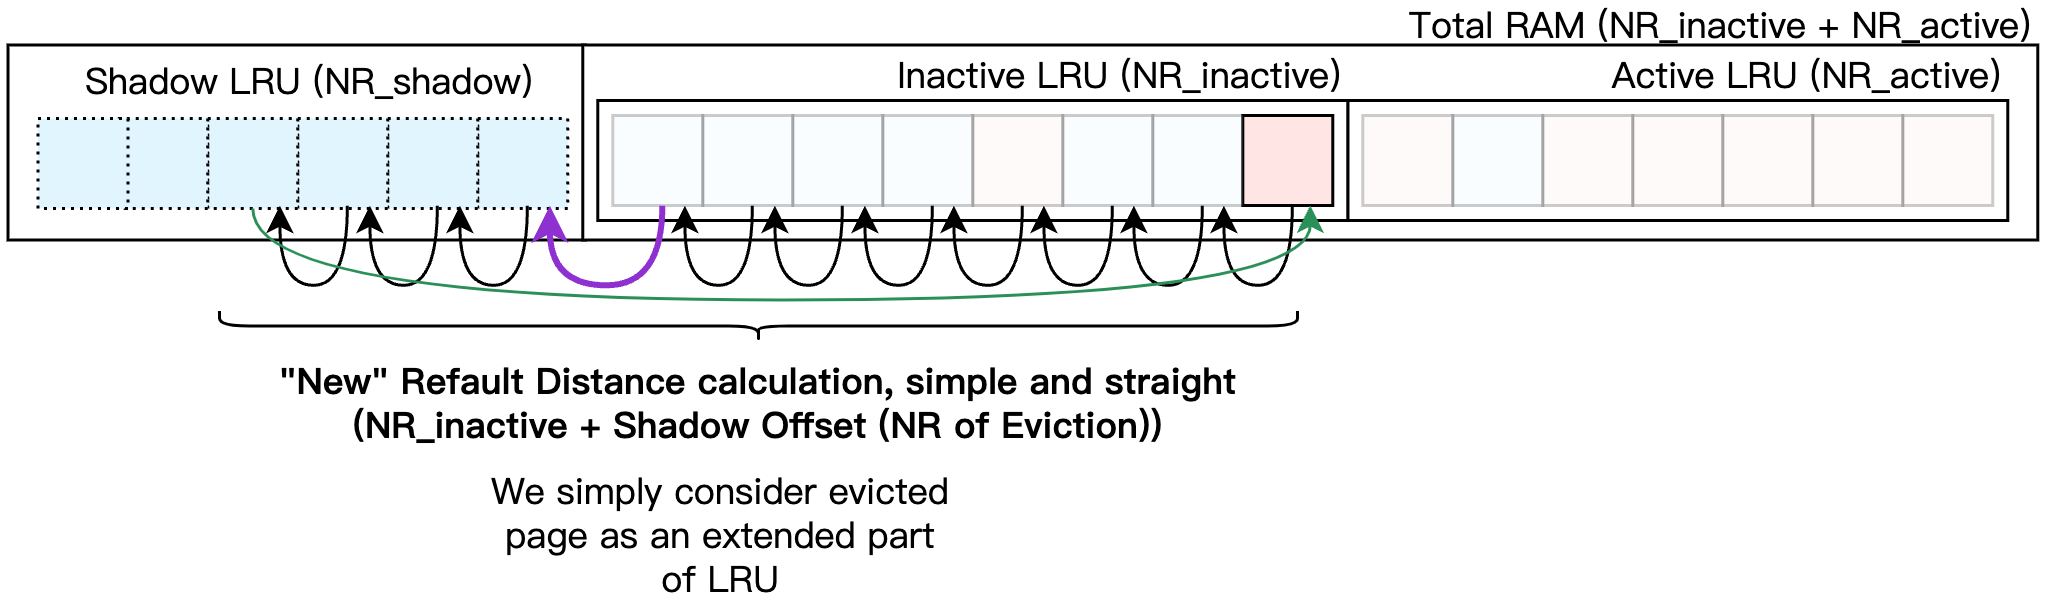 Total RAM (NR_inactive + NR_active)
Shadow LRU (NR_shadow)
Inactive LRU (NR_inactive)
Active LRU (NR_active)
"New" Refault Distance calculation, simple and straight
(NR_inactive + Shadow Offset (NR of Eviction))
We simply consider evicted
page as an extended part
of LRU